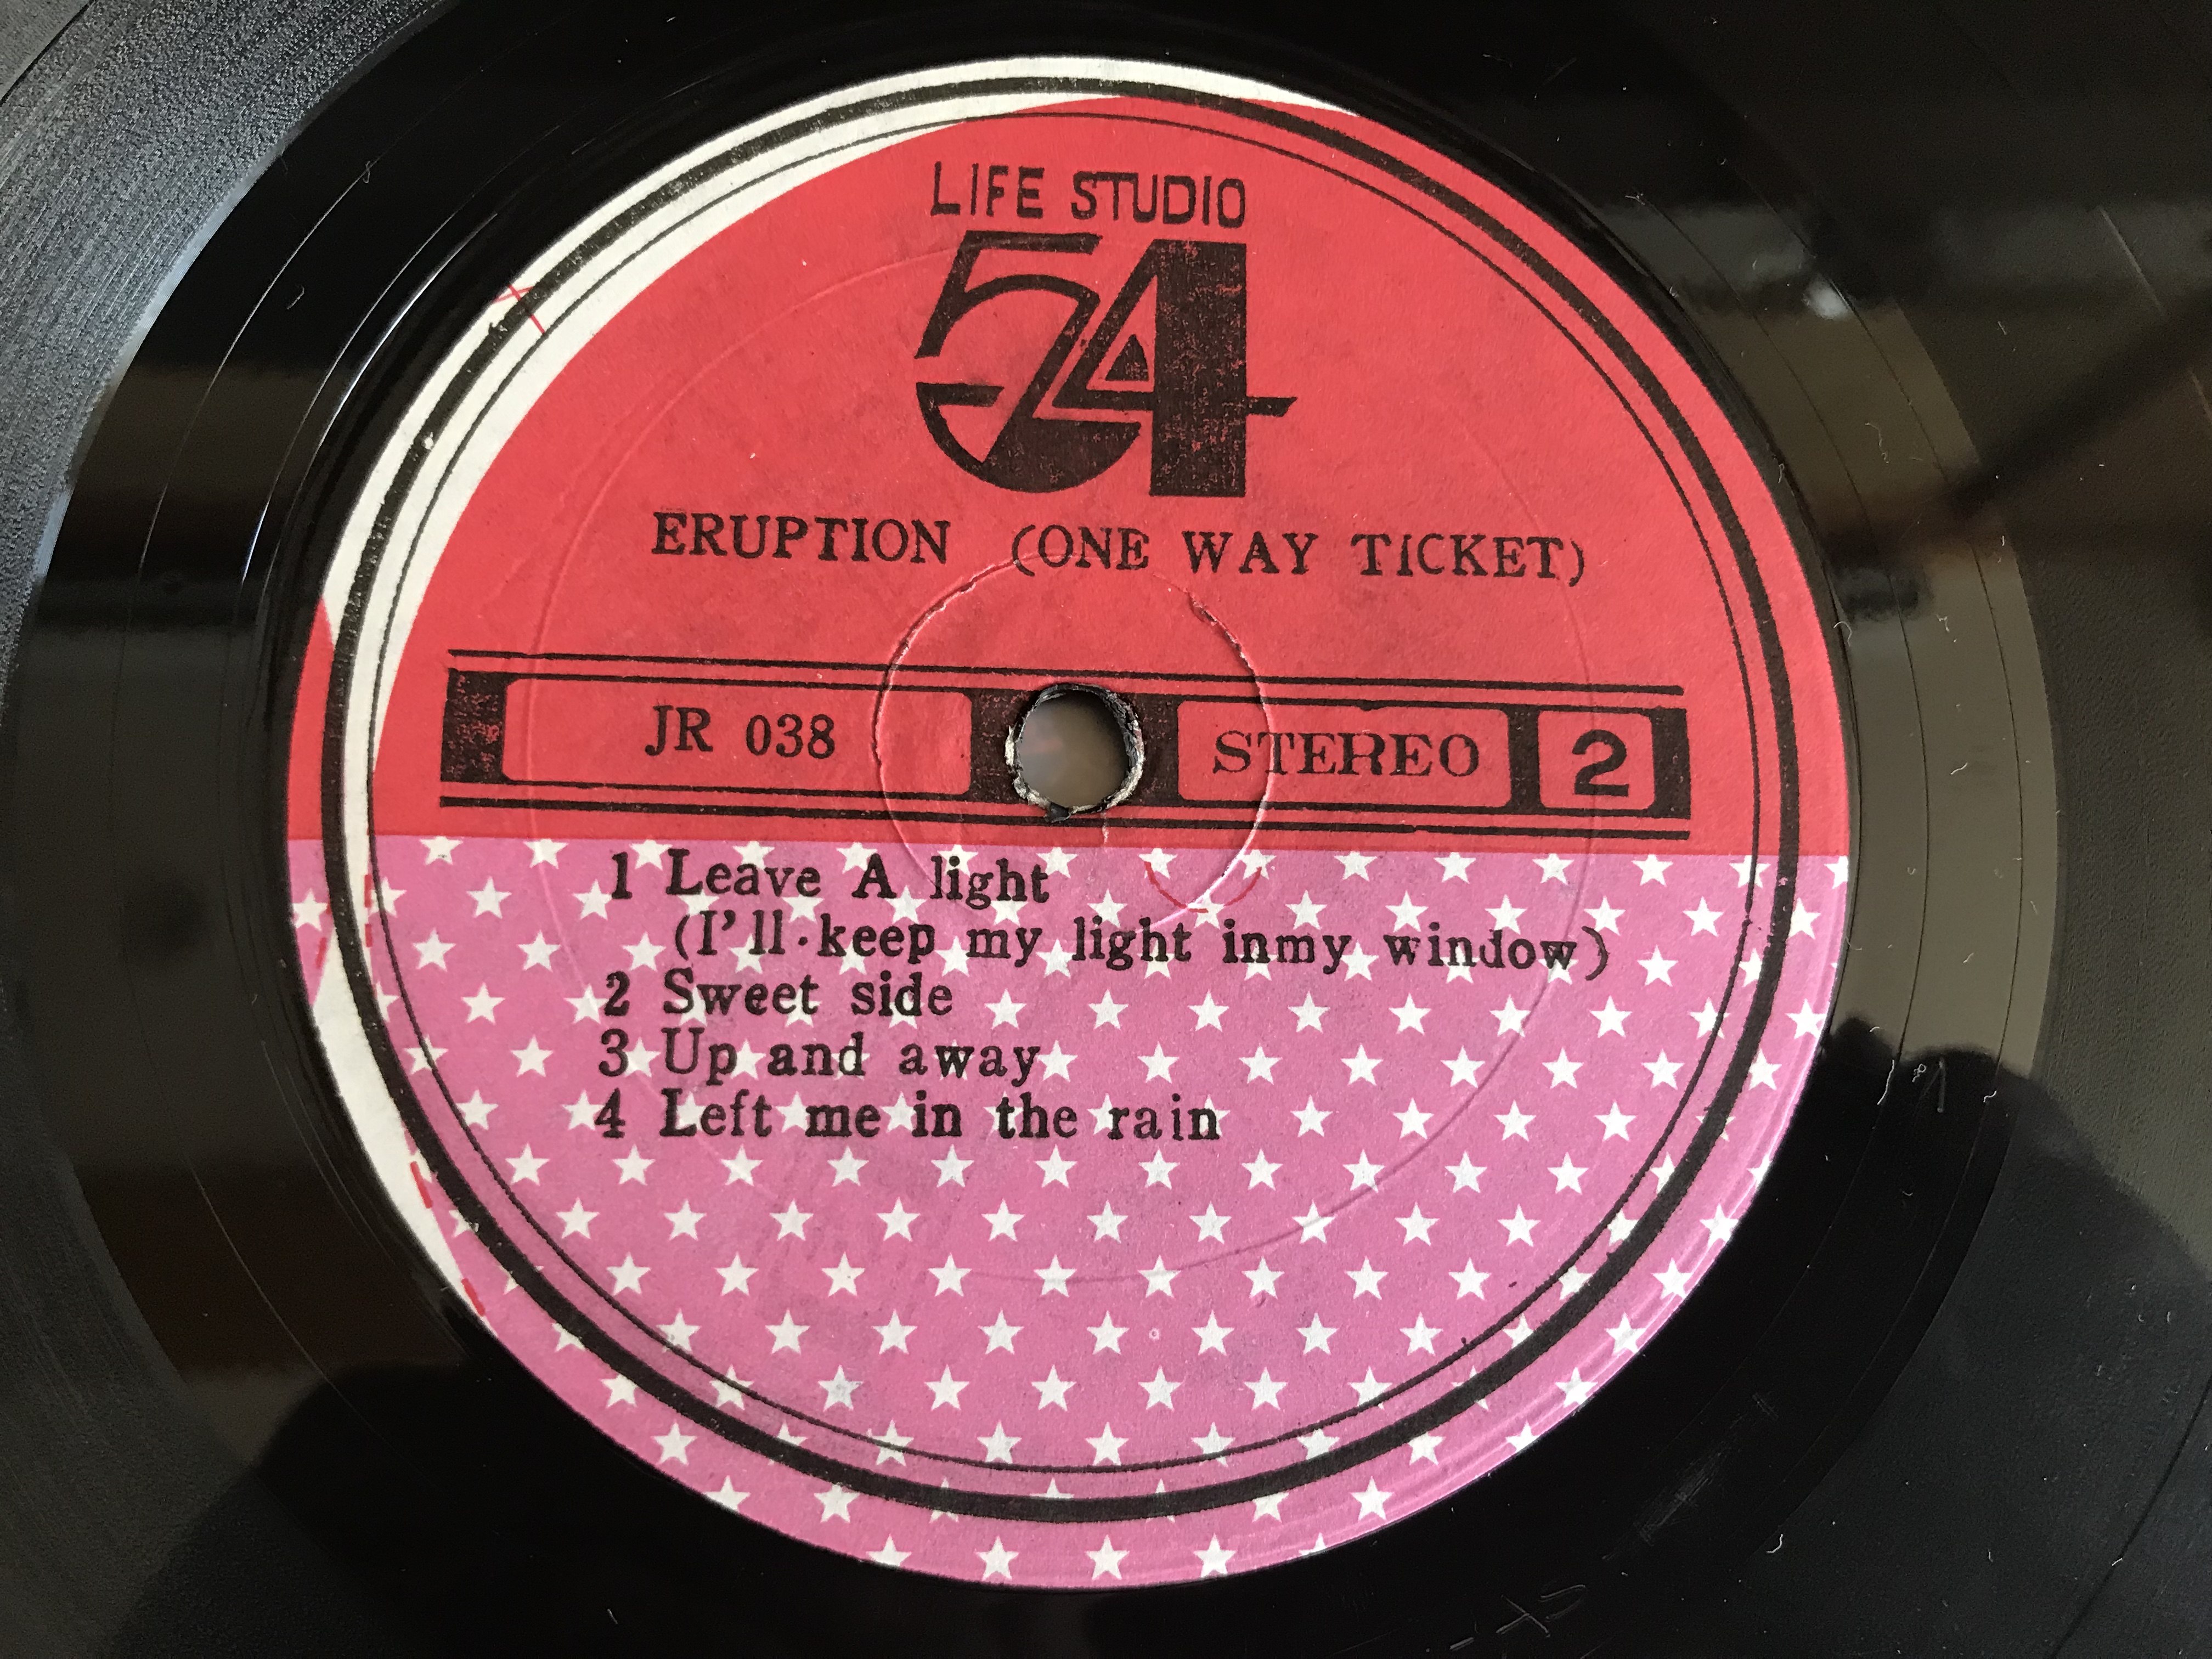 LIFE STUDIO
54
ERUPTION (ONE WAY TICKET)
JR 038 STEREO 2
1 Leave A light
(I'll·keep my light inmy window)
2 Sweet side
3 Up and away
4 Left me in the rain